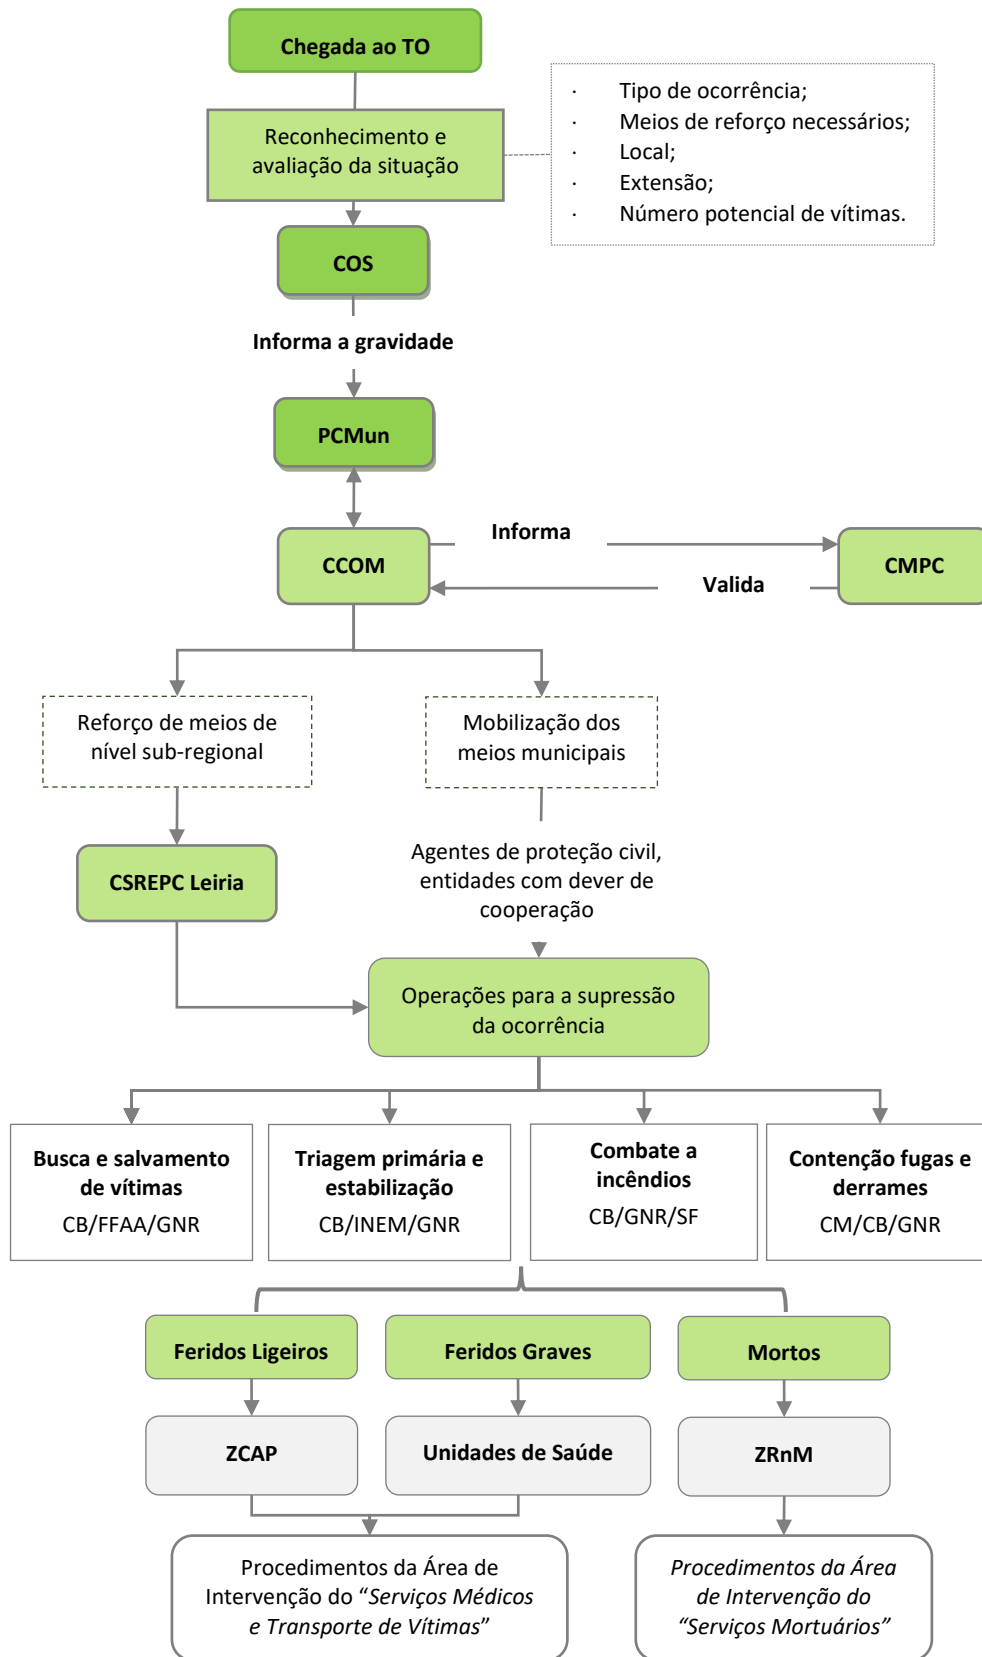 Chegada ao TO
Reconhecimento e
avaliação da situação
· Tipo de ocorrência;
· Meios de reforço necessários;
· Local;
· Extensão;
· Número potencial de vítimas.
COS
Informa a gravidade
PCMun
CCOM
Informa
Valida
CMPC
Reforço de meios de
nível sub-regional
Mobilização dos
meios municipais
CSREPC Leiria
Agentes de proteção civil,
entidades com dever de
cooperação
Operações para a supressão
da ocorrência
Busca e salvamento
de vítimas
CB/FFAA/GNR
Triagem primária e
estabilização
CB/INEM/GNR
Combate a
incêndios
CB/GNR/SF
Contenção fugas e
derrames
CM/CB/GNR
Feridos Ligeiros
Feridos Graves
Mortos
ZCAP
Unidades de Saúde
ZRnM
Procedimentos da Área de
Intervenção do “Serviços Médicos
e Transporte de Vítimas”
Procedimentos da Área
de Intervenção do
“Serviços Mortuários”